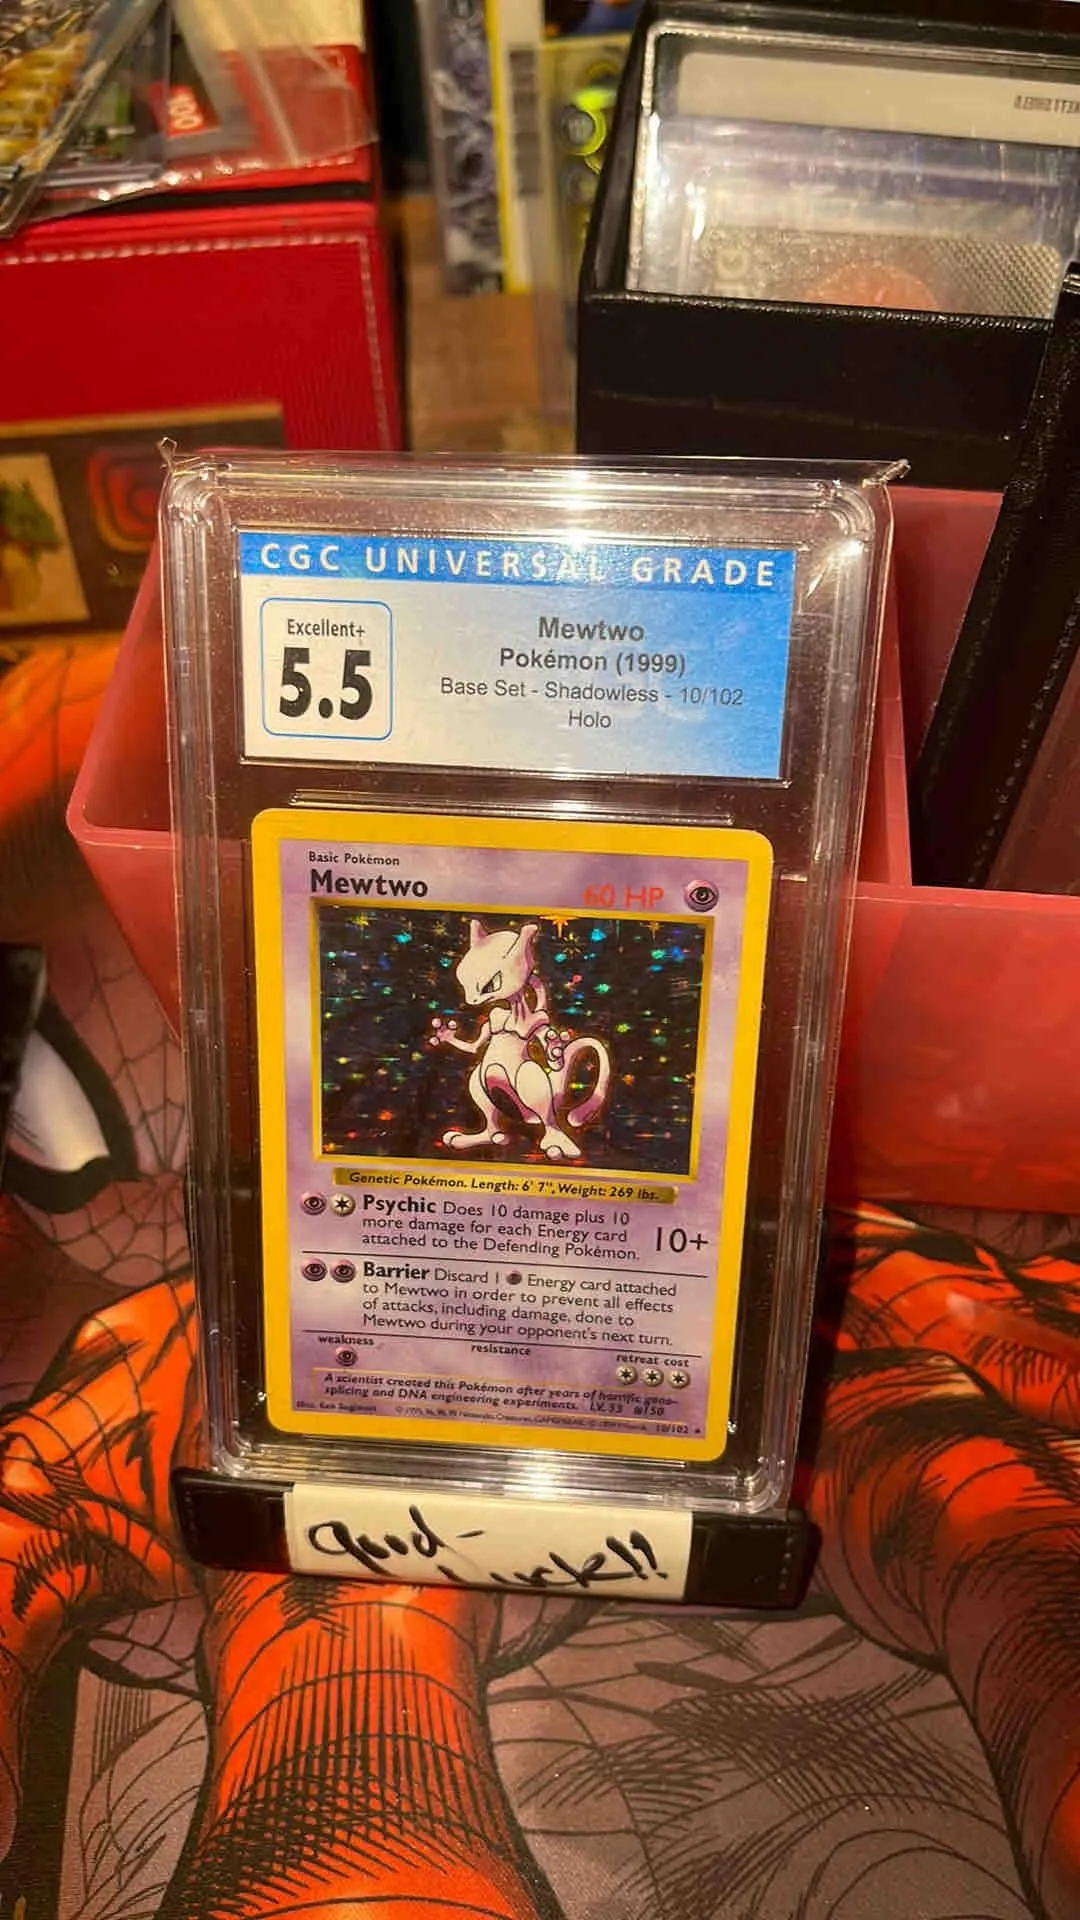 100
CGC UNIVERSAL GRADE
Excellent+
5.5
Mewtwo
Pokémon (1999)
Base Set - Shadowless - 10/102
Holo
Basic Pokémon
Mewtwo
60 HP
Genetic Pokémon. Length: 6' 7", Weight: 269 lbs.
Psychic Does 10 damage plus 10
more damage for each Energy card
attached to the Defending Pokémon.
10+
Barrier Discard 1 Energy card attached
to Mewtwo in order to prevent all effects
of attacks, including damage, done to
Mewtwo during your opponent's next turn.
weakness
resistance
retreat cost
A scientist created this Pokémon after years of horrific gene-
splicing and DNA engineering experiments. LV. 53 #150
Illus. Ken Sugimori
10/102
Good-
Luck!!